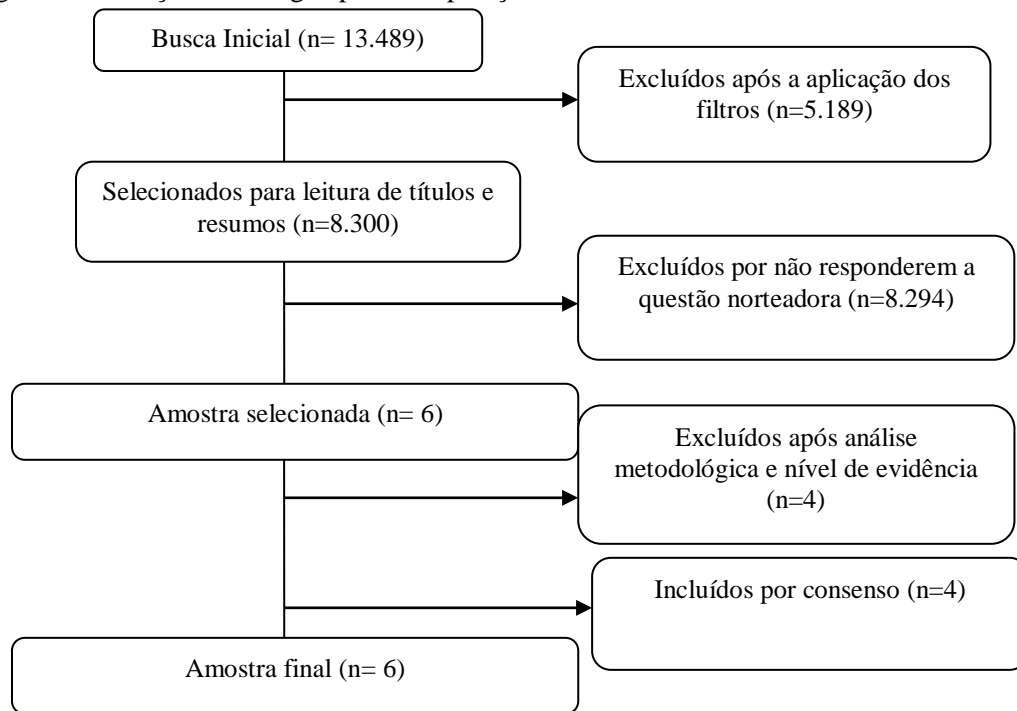 Busca Inicial (n= 13.489)
Excluídos após a aplicação dos
filtros (n=5.189)
Selecionados para leitura de títulos e
resumos (n=8.300)
Excluídos por não responderem a
questão norteadora (n=8.294)
Amostra selecionada (n= 6)
Excluídos após análise
metodológica e nível de evidência
(n=4)
Incluídos por consenso (n=4)
Amostra final (n= 6)